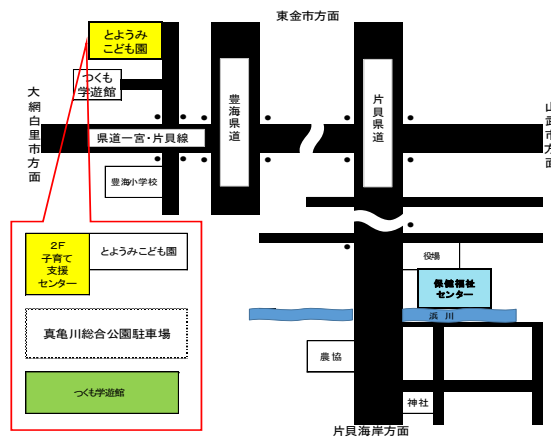 東金市方面
とようみ
こども園
つくも
学遊館
大網白里市方面
県道一宮・片貝線
豊海県道
片貝県道
山武市方面
豊海小学校
2F
子育て
支援
センター
とようみこども園
真亀川総合公園駐車場
つくも学遊館
役場
保健福祉
センター
浜川
農協
神社
片貝海岸方面